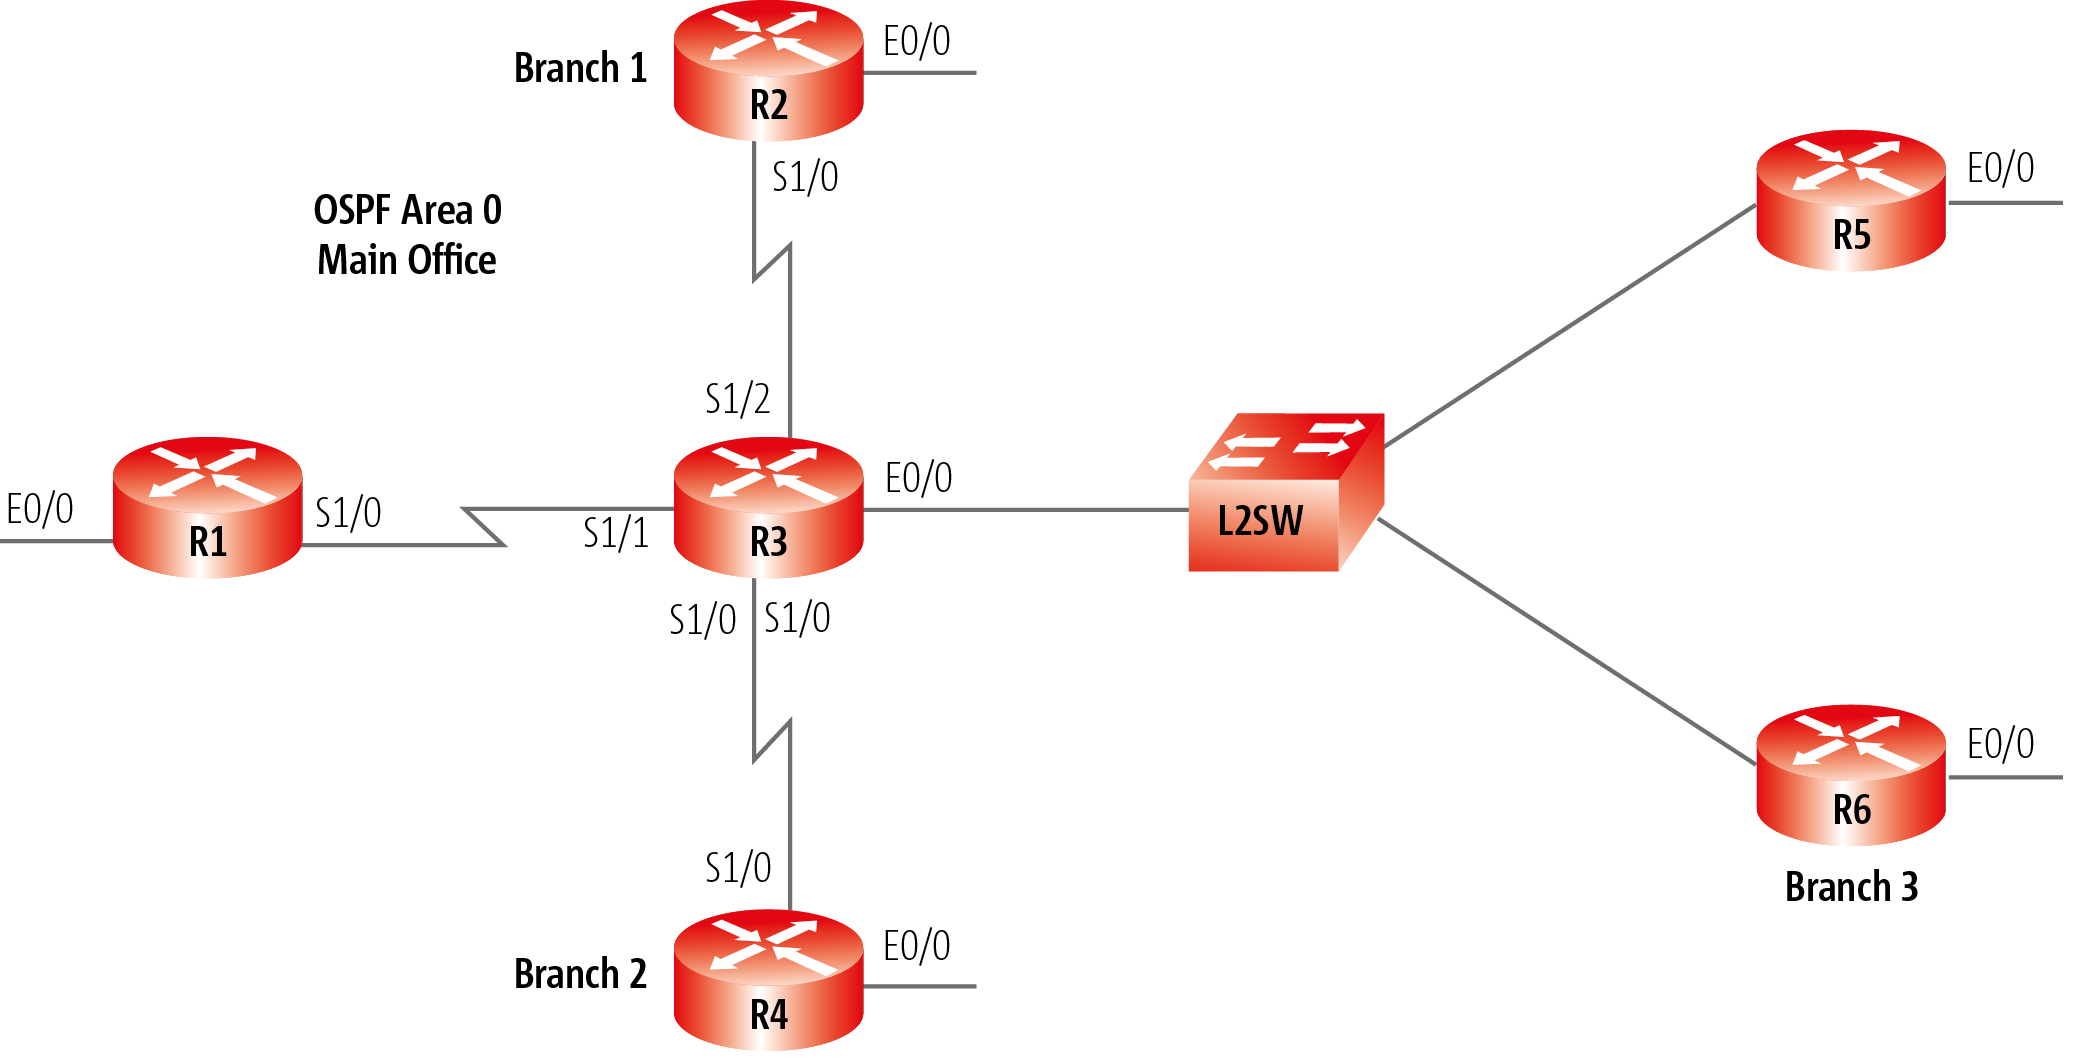 E0/0
Branch 1
R2
S1/0
E0/0
R5
OSPF Area 0
Main Office
S1/2
E0/0
L2SW
E0/0
R1
S1/0
S1/1
R3
S1/0
S1/0
E0/0
R6
Branch 3
S1/0
E0/0
Branch 2
R4